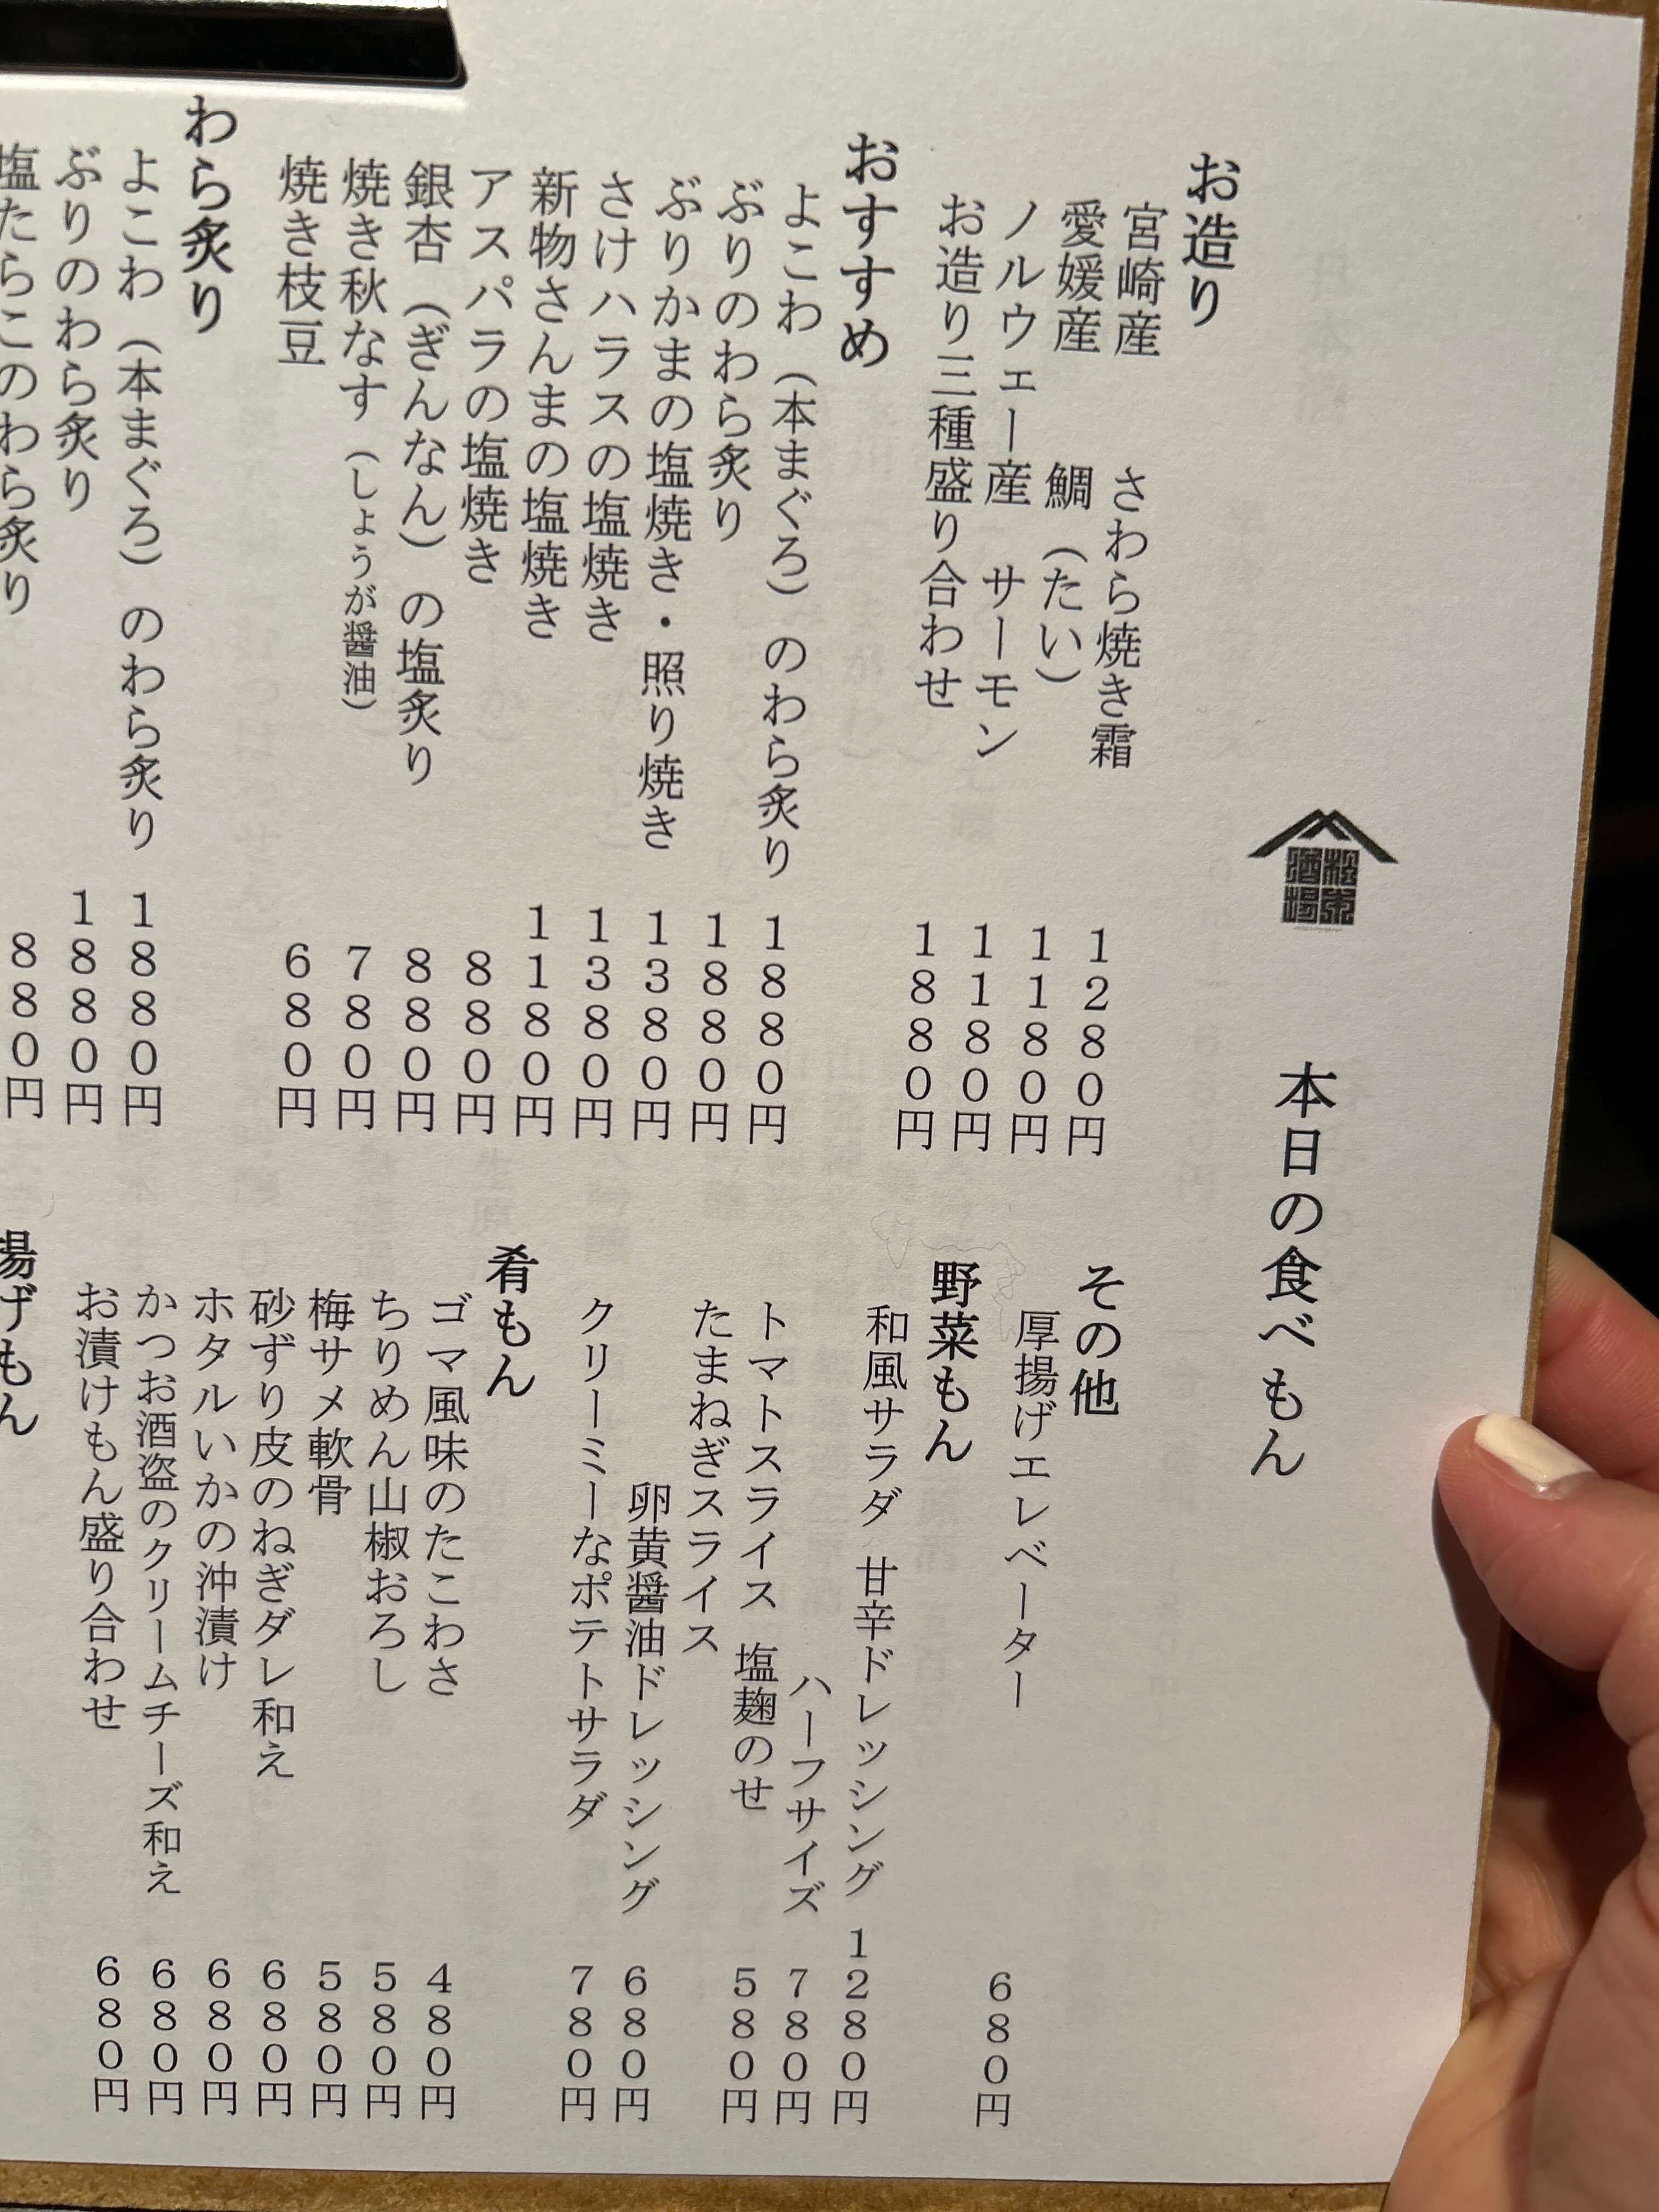 本日の食べもん
お造り
宮崎産 さわら焼き霜 1280円
愛媛産 鯛（たい） 1180円
ノルウェー産 サーモン 1180円
お造り三種盛り合わせ 1880円
おすすめ
よこわ（本まぐろ）のわら炙り 1880円
ぶりのわら炙り 1880円
ぶりかまの塩焼き・照り焼き 1380円
さけハラスの塩焼き 1380円
新物さんまの塩焼き 1180円
アスパラの塩焼き 880円
銀杏（ぎんなん）の塩炙り 880円
焼き秋なす（しょうが醤油） 780円
焼き枝豆 680円
わら炙り
よこわ（本まぐろ）のわら炙り 1880円
ぶりのわら炙り 1880円
塩たらこのわら炙り 880円
その他
厚揚げエレベーター 680円
野菜もん
和風サラダ 甘辛ドレッシング 1280円
ハーフサイズ 780円
トマトスライス 塩麹のせ 580円
たまねぎスライス
卵黄醤油ドレッシング 680円
クリーミーなポテトサラダ 780円
肴もん
ゴマ風味のたこわさ 480円
ちりめん山椒おろし 580円
梅サメ軟骨 580円
砂ずり皮のねぎダレ和え 680円
ホタルいかの沖漬け 680円
かつお酒盗のクリームチーズ和え 680円
お漬けもん盛り合わせ 680円
揚げもん